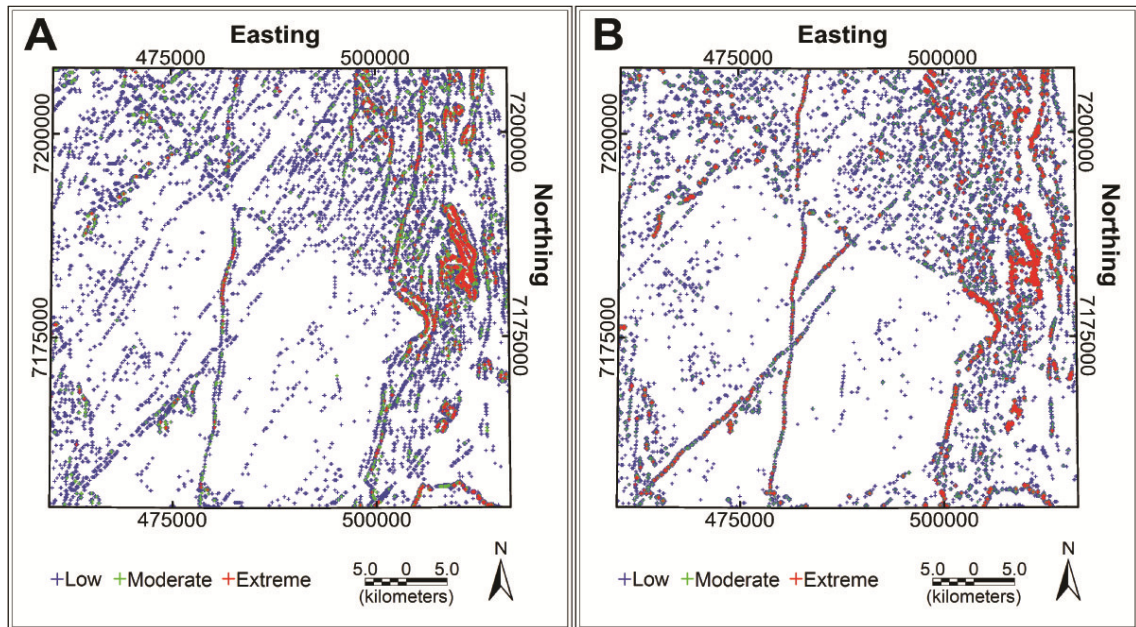 A
Easting
475000 500000
7200000
7200000
Northing
7175000
7175000
475000 500000
+Low +Moderate +Extreme
5.0 0 5.0
(kilometers)
N
B
Easting
475000 500000
7200000
7200000
Northing
7175000
7175000
475000 500000
+Low +Moderate +Extreme
5.0 0 5.0
(kilometers)
N